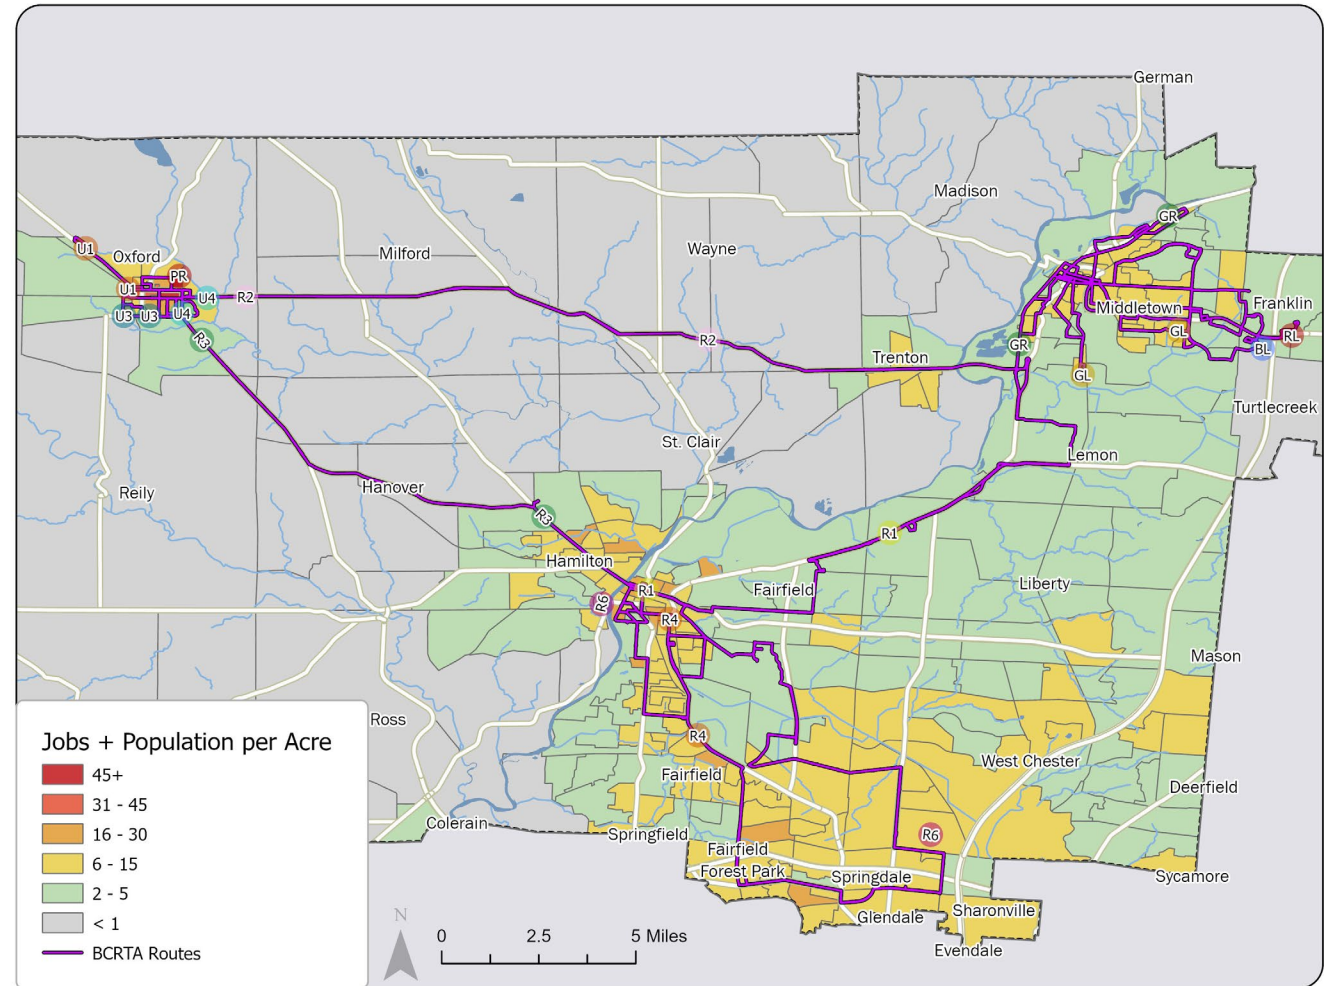 German
Madison
GR
Oxford
U1
Milford
Wayne
PR
U1
U4
R2
Franklin
Middletown
U3
U3
U4
GL
RL
R3
R2
GR
BL
Trenton
GL
Turtlecreek
St. Clair
Lemon
Hanover
Reily
R3
R1
Hamilton
Liberty
Fairfield
R1
R6
R4
Mason
Ross
R4
West Chester
Fairfield
Deerfield
Colerain
Springfield
R6
Fairfield
Forest Park
Springdale
Sycamore
Glendale
Sharonville
Evendale
Jobs + Population per Acre
45+
31 - 45
16 - 30
6 - 15
2 - 5
< 1
BCRTA Routes
N
0 2.5 5 Miles